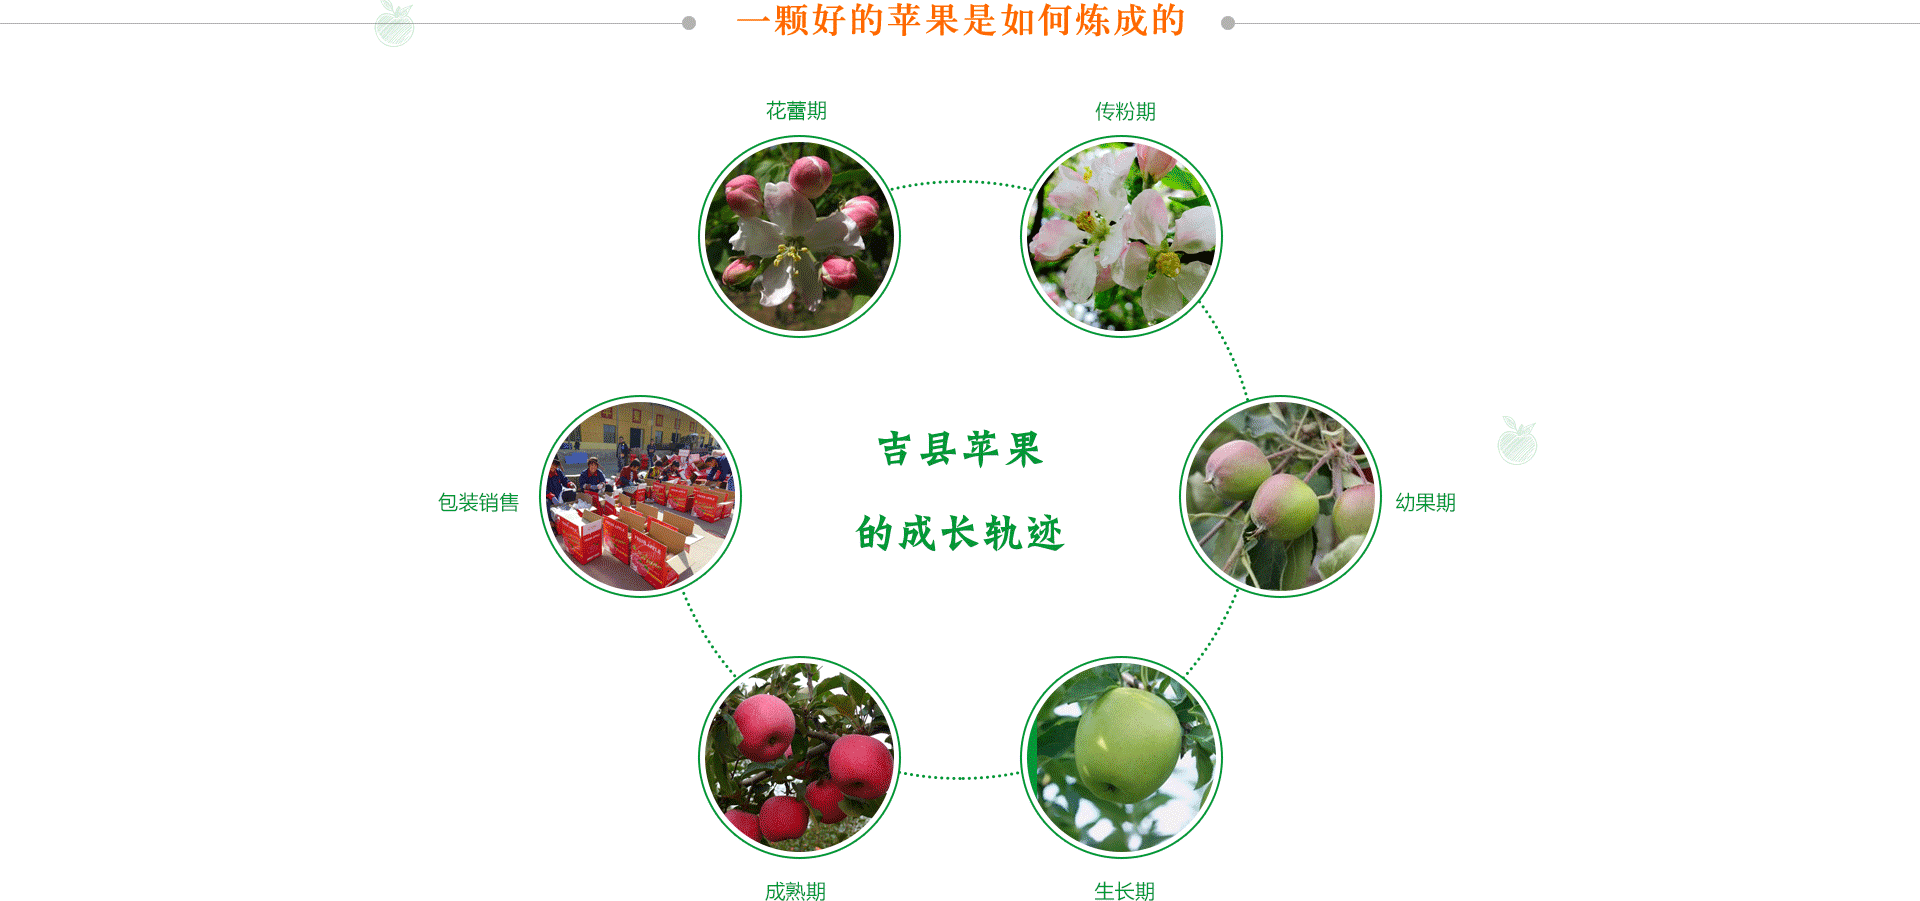 一颗好的苹果是如何炼成的
花蕾期
传粉期
吉县苹果
的成长轨迹
包装销售
幼果期
成熟期
生长期